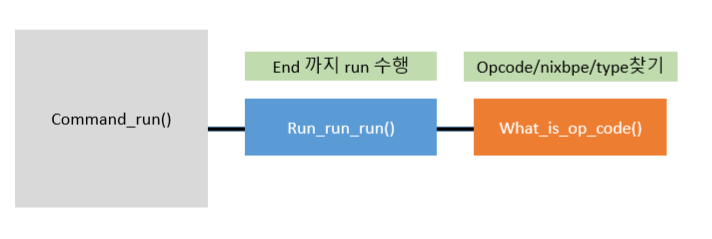 Command_run()
End 까지 run 수행
Run_run_run()
Opcode/nixbpe/type찾기
What_is_op_code()